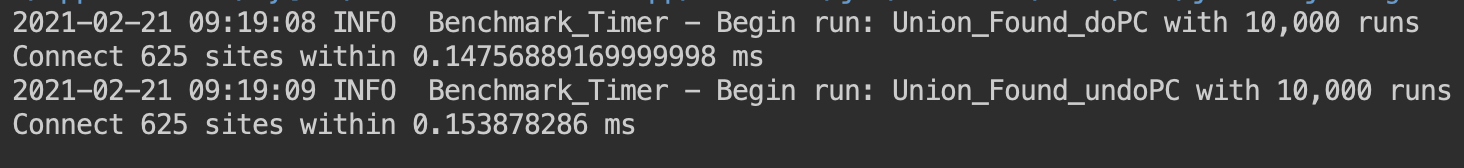 2021-02-21 09:19:08 INFO  Benchmark_Timer - Begin run: Union_Found_doPC with 10,000 runs
Connect 625 sites within 0.14756889169999998 ms
2021-02-21 09:19:09 INFO  Benchmark_Timer - Begin run: Union_Found_undoPC with 10,000 runs
Connect 625 sites within 0.153878286 ms